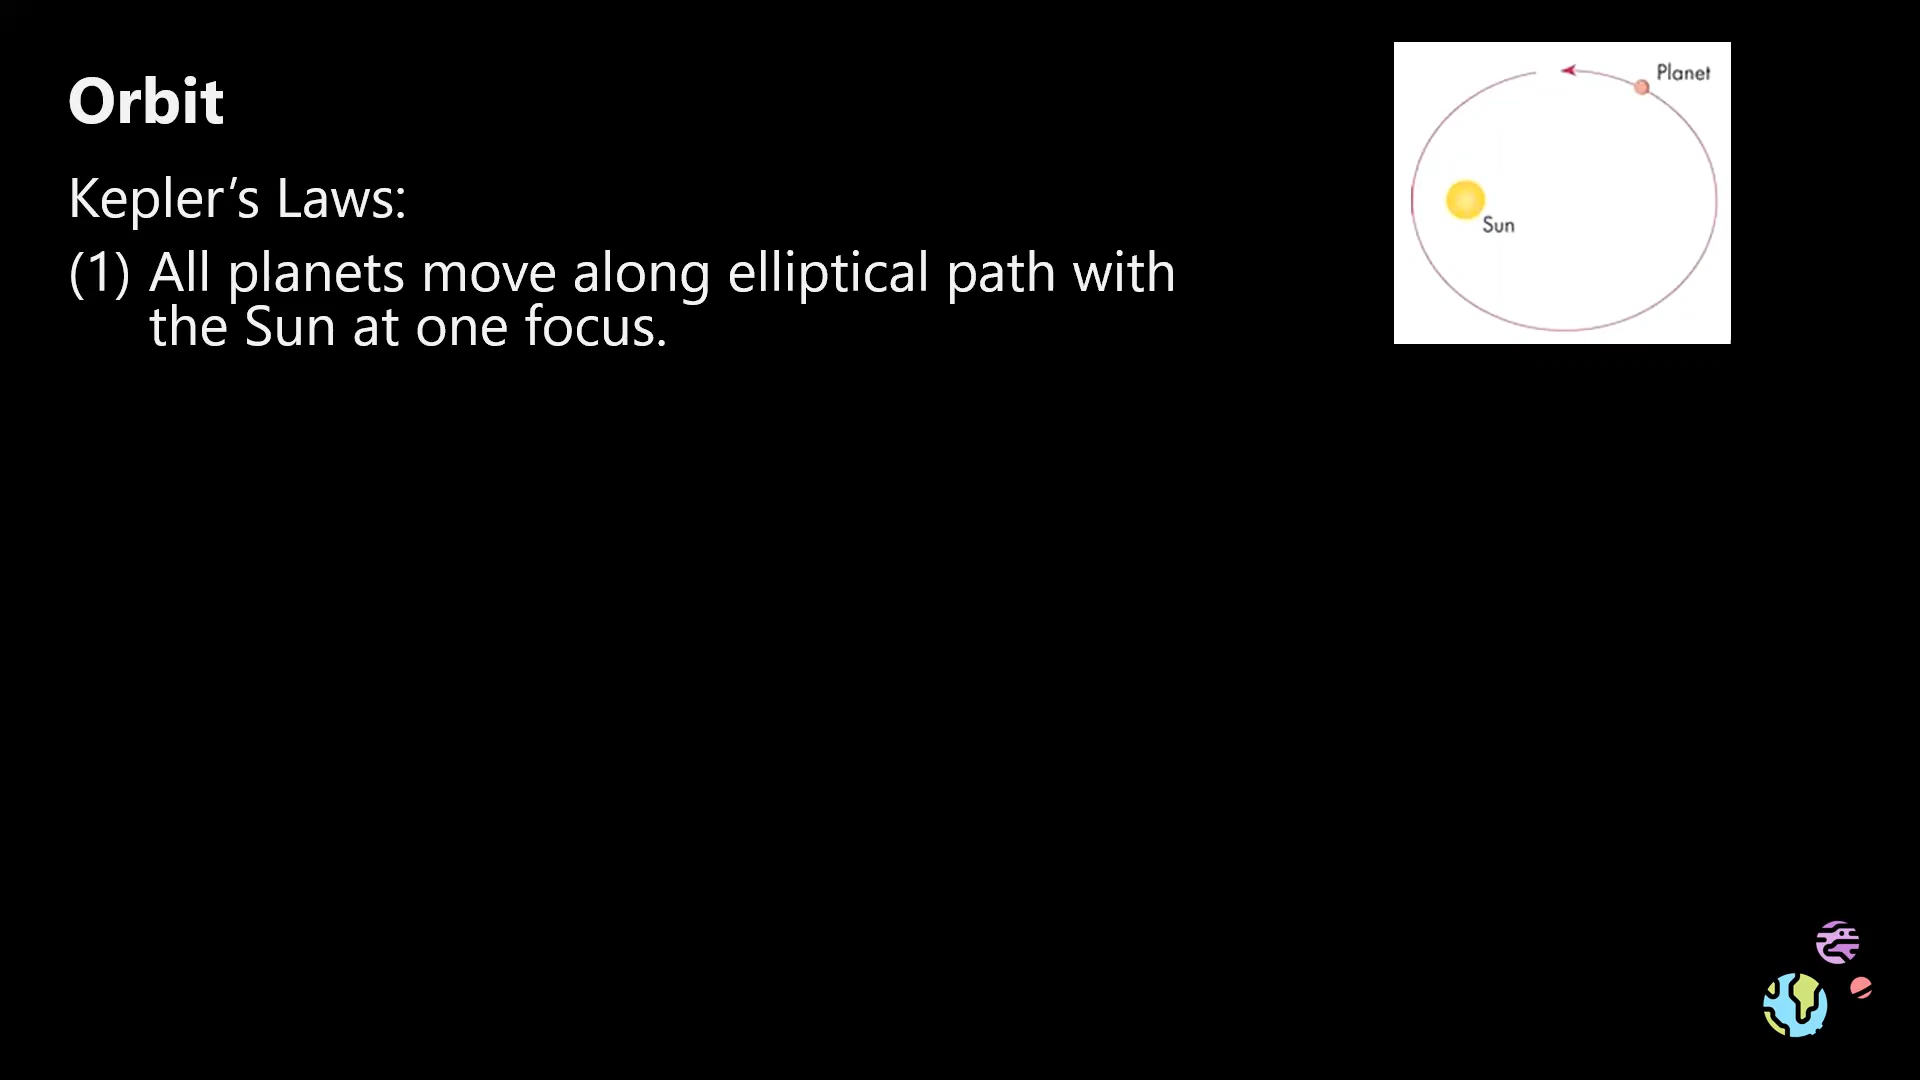 Orbit
Kepler’s Laws:
(1) All planets move along elliptical path with
the Sun at one focus.
Planet
Sun